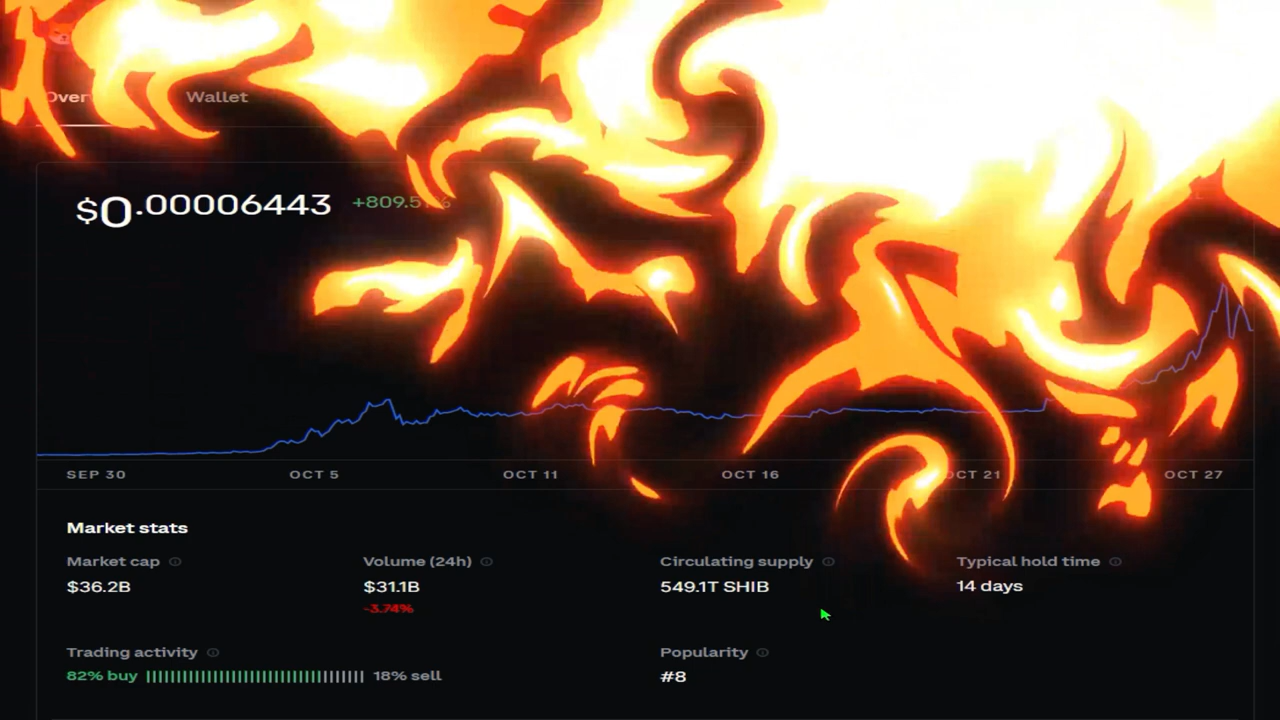 Wallet
$0.00006443
SEP 30 OCT 5 OCT 11 OCT 16 OCT 21 OCT 27
Market stats
Market cap Volume (24h) Circulating supply Typical hold time
$36.2B $31.1B 549.1T SHIB 14 days
-3.74%
Trading activity Popularity
82% buy 18% sell #8